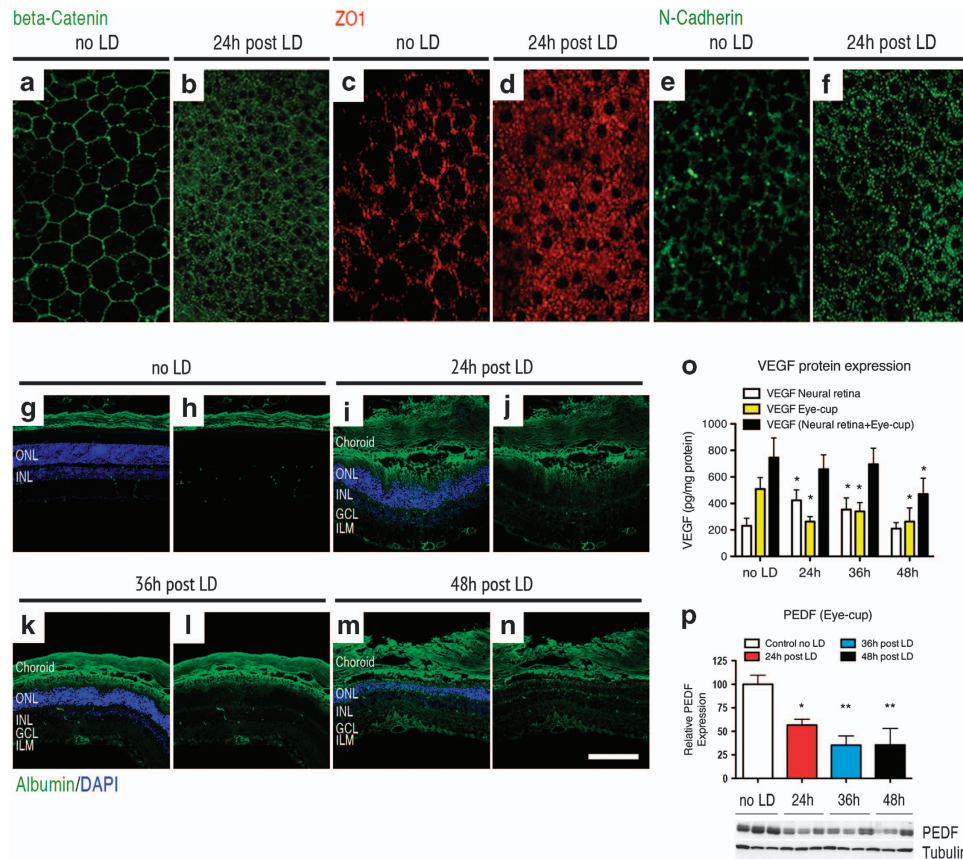 beta-Catenin ZO1 N-Cadherin
no LD 24h post LD no LD 24h post LD no LD 24h post LD
a b c d e f
no LD 24h post LD
g h i j
ONL
INL
Choroid
ONL
INL
GCL
ILM
36h post LD 48h post LD
k l m n
Choroid
ONL
INL
GCL
ILM
Choroid
ONL
INL
GCL
ILM
Albumin/DAPI
o VEGF protein expression
VEGF Neural retina
VEGF Eye-cup
VEGF (Neural retina+Eye-cup)
VEGF (pg/mg protein)
1000
800
600
400
200
0
* * * * * *
no LD 24h 36h 48h
p PEDF (Eye-cup)
Control no LD 36h post LD
24h post LD 48h post LD
Relative PEDF
Expression
125
100
75
50
25
0
* ** **
no LD 24h 36h 48h
PEDF
Tubulin